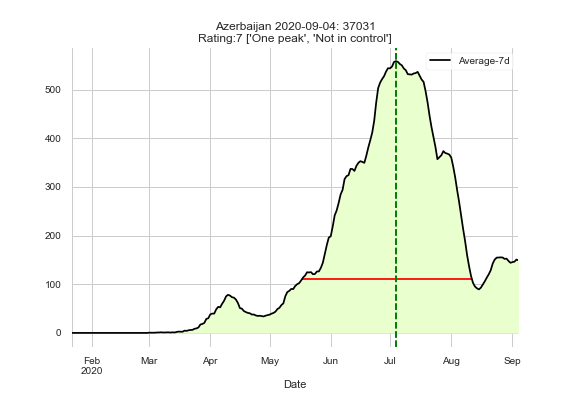 Azerbaijan 2020-09-04: 37031
Rating:7 ['One peak', 'Not in control']
Average-7d
500
400
300
200
100
0
Feb Mar Apr May Jun Jul Aug Sep
2020
Date